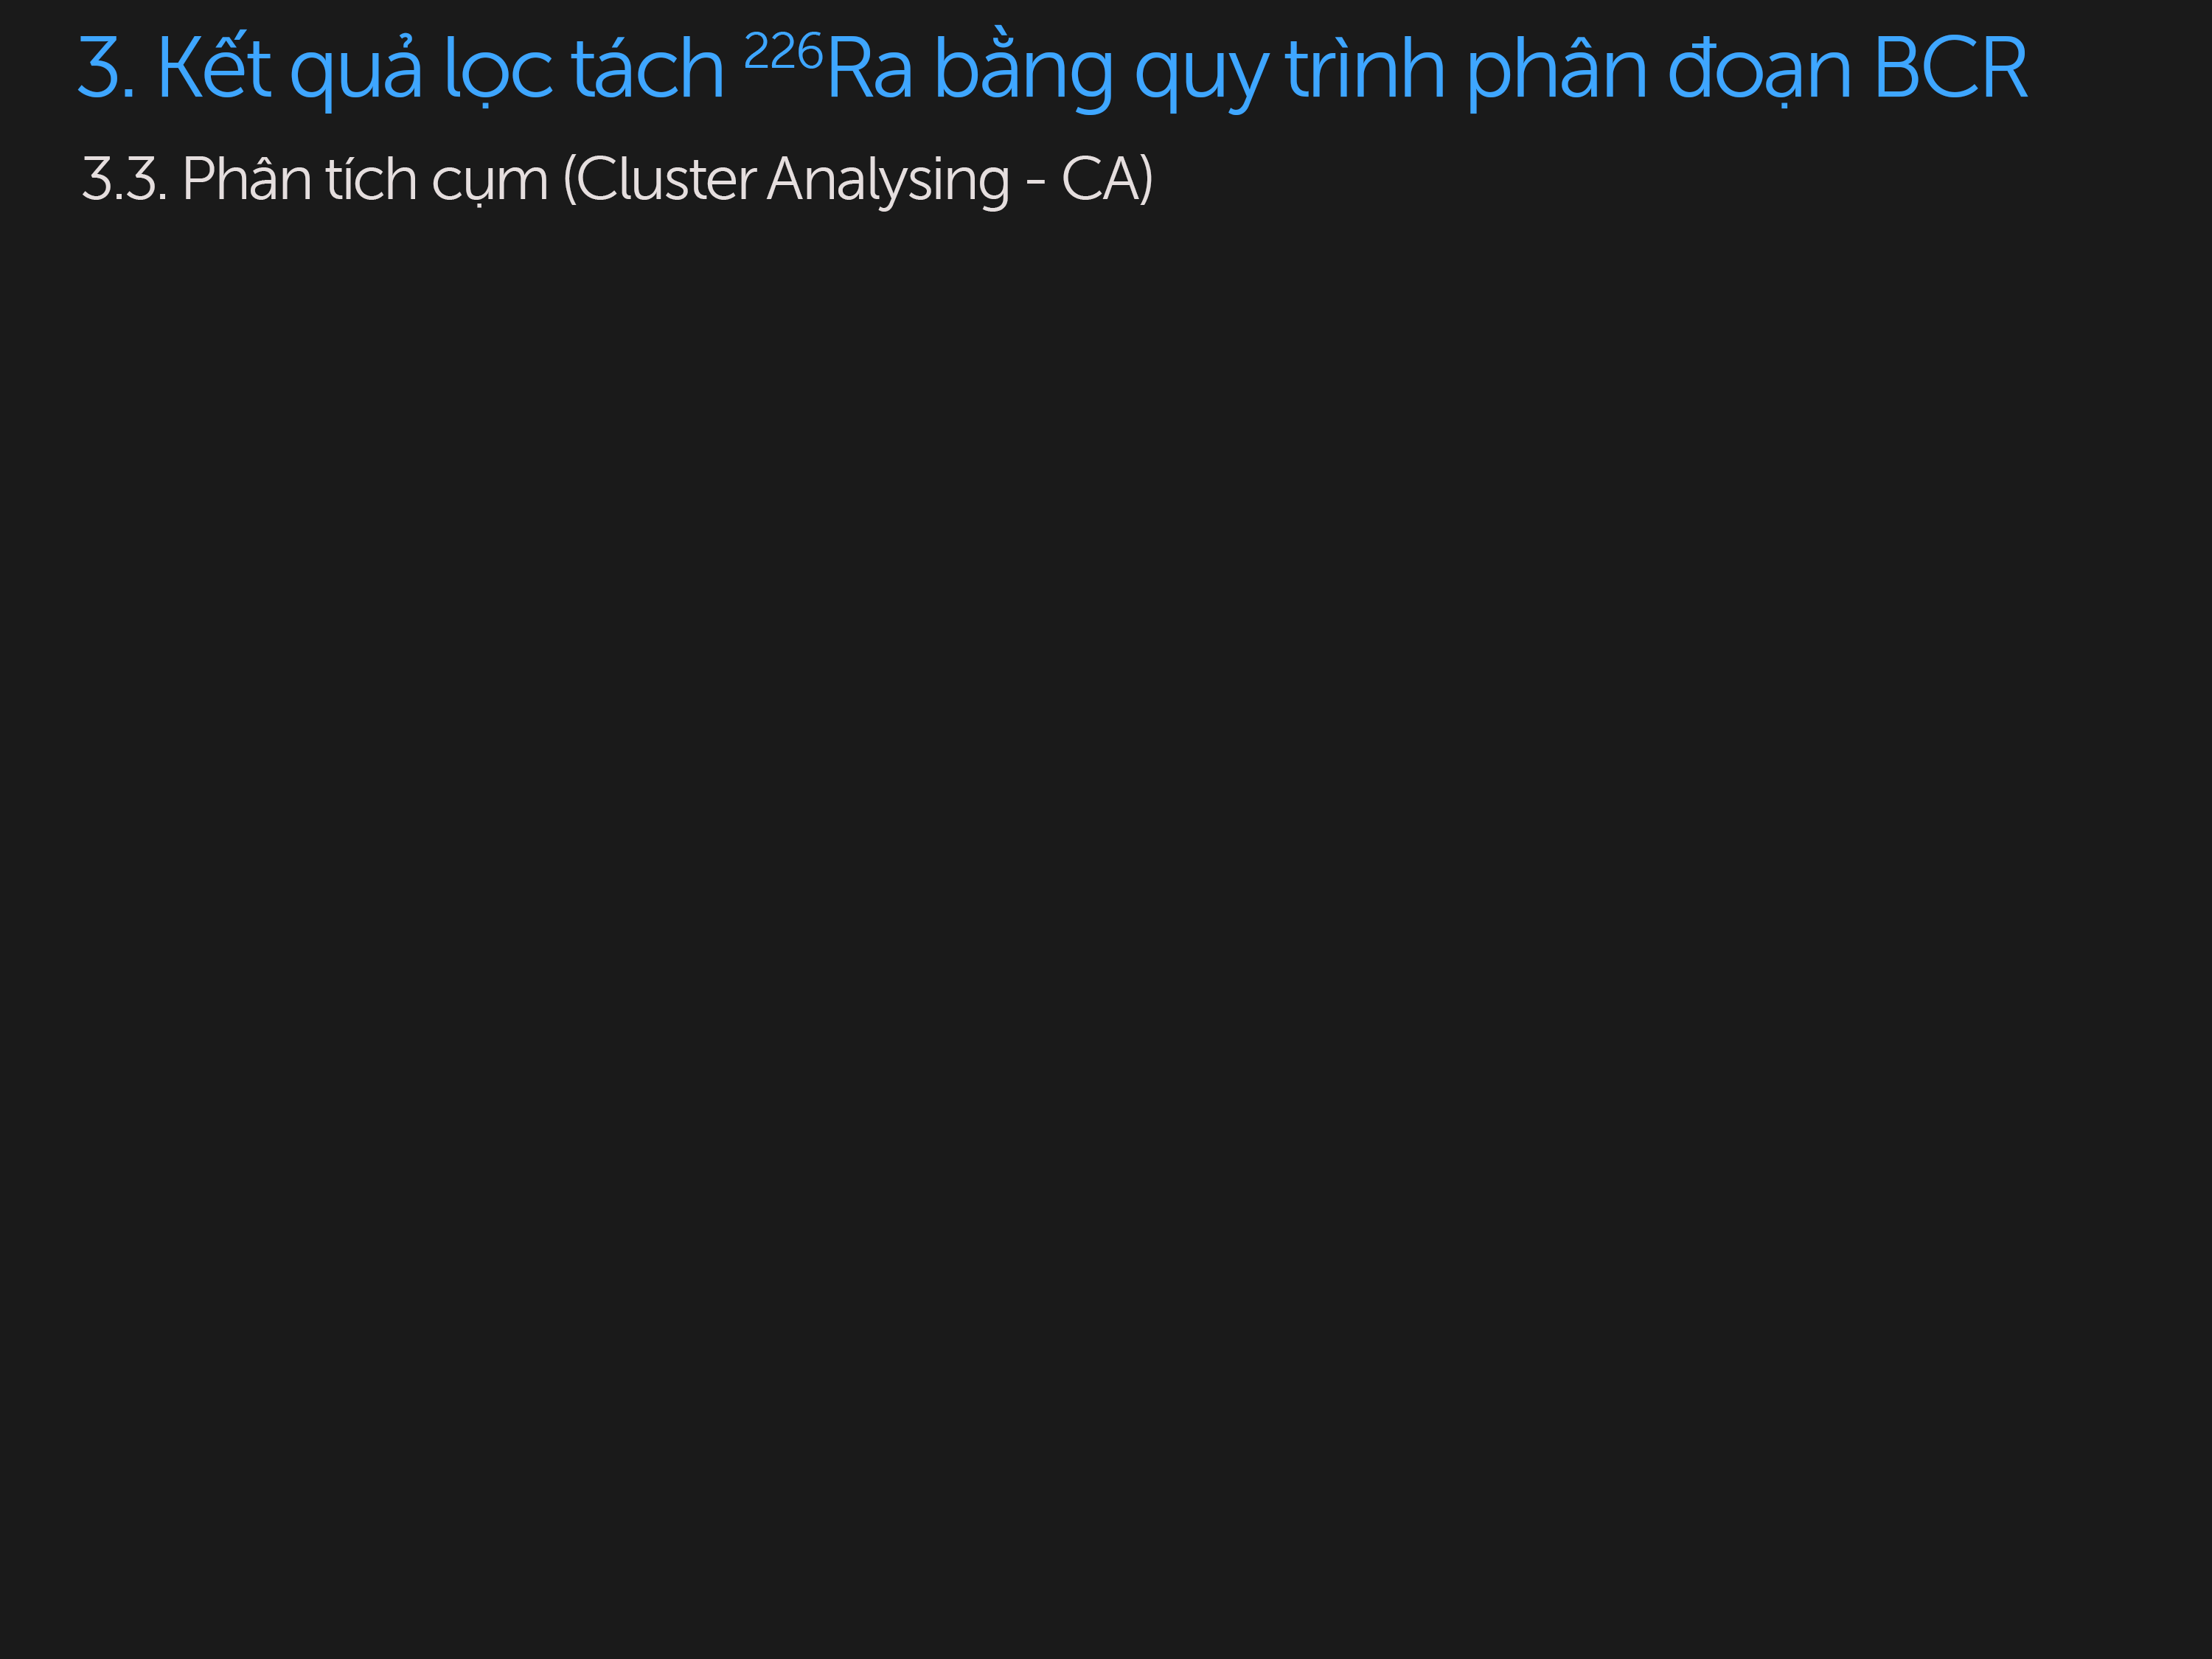 3. Kết quả lọc tách ²²⁶Ra bằng quy trình phân đoạn BCR
3.3. Phân tích cụm (Cluster Analysing - CA)